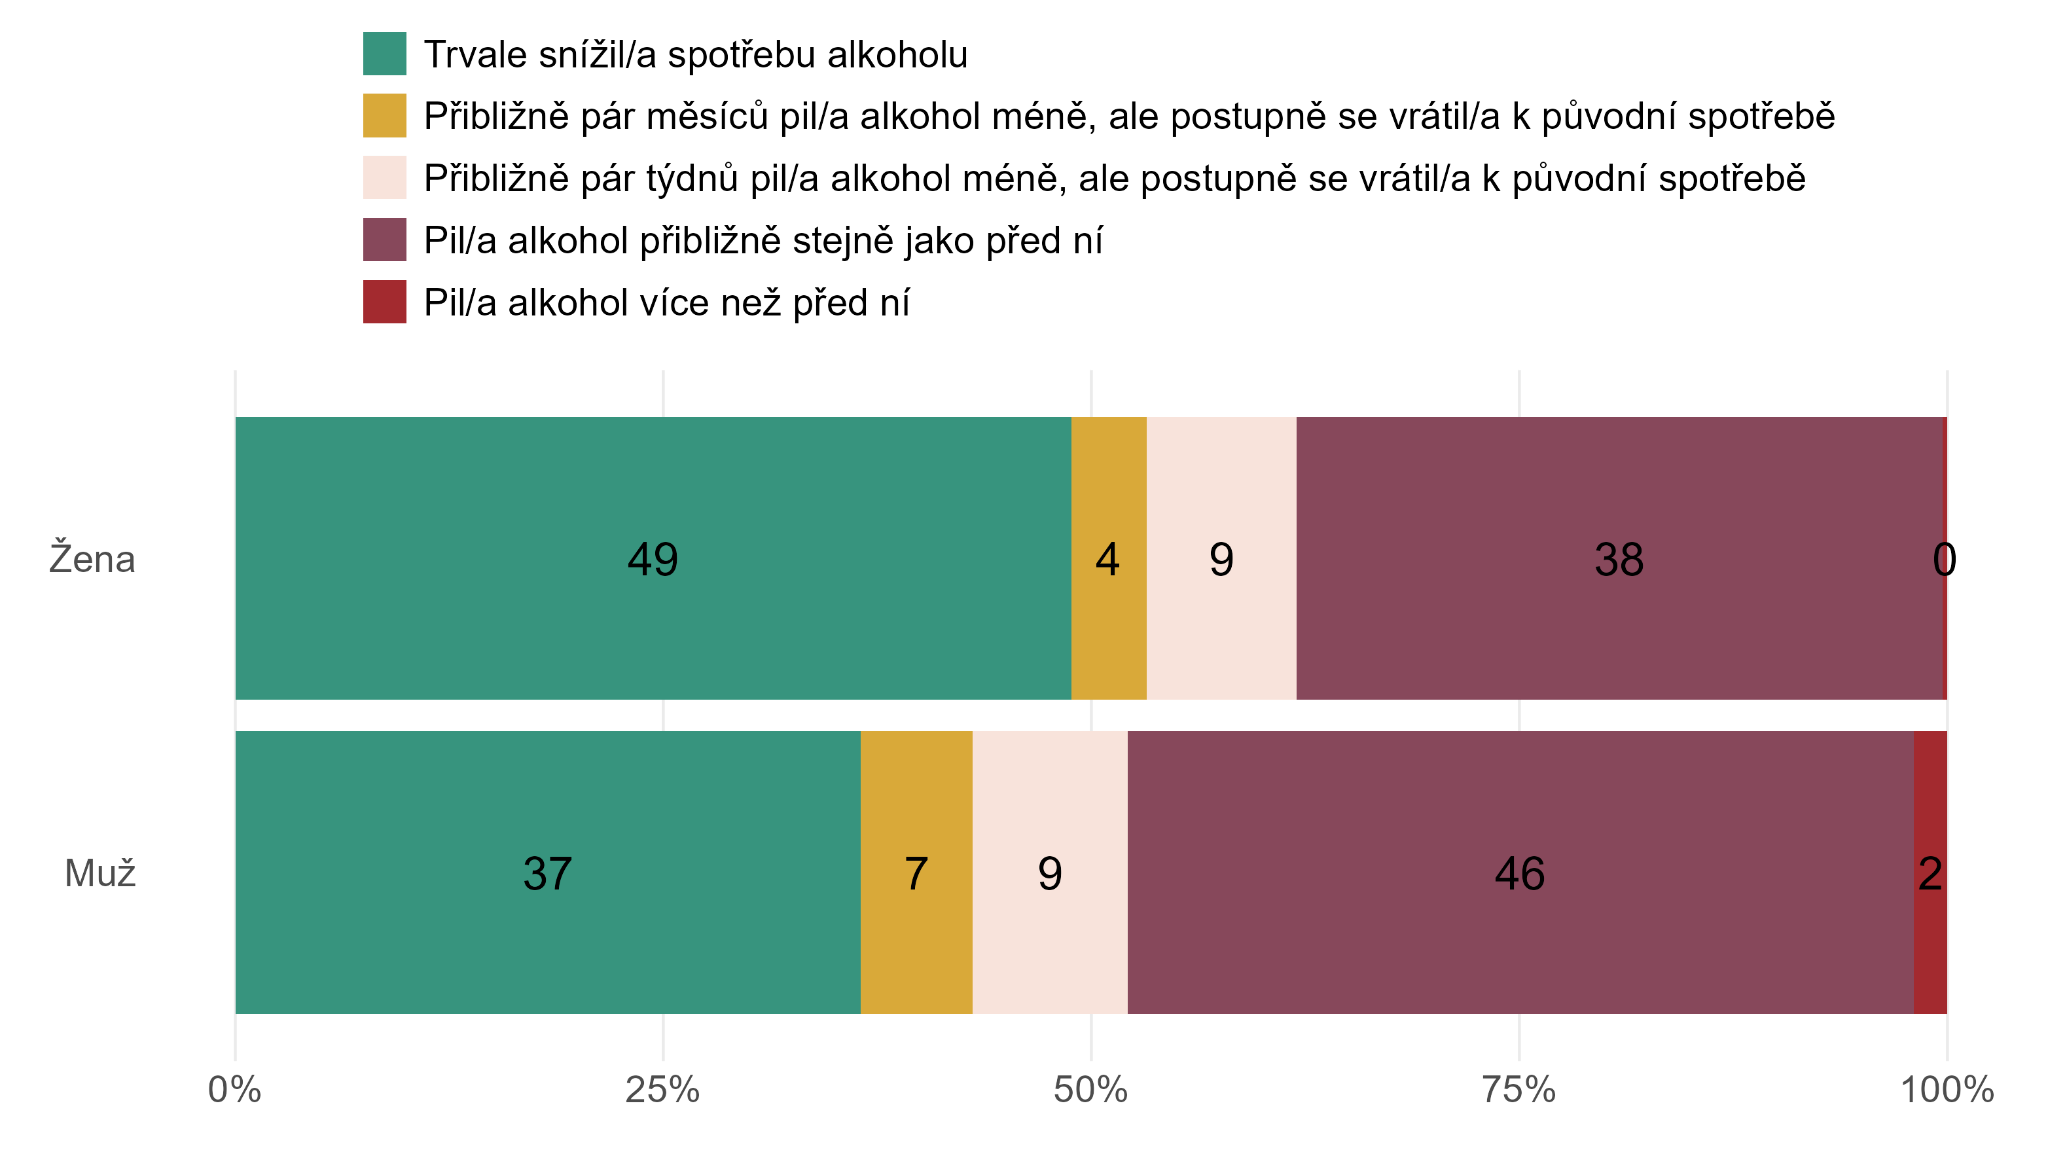 Trvale snížil/a spotřebu alkoholu
Přibližně pár měsíců pil/a alkohol méně, ale postupně se vrátil/a k původní spotřebě
Přibližně pár týdnů pil/a alkohol méně, ale postupně se vrátil/a k původní spotřebě
Pil/a alkohol přibližně stejně jako před ní
Pil/a alkohol více než před ní
Žena 49 4 9 38 0
Muž 37 7 9 46 2
0% 25% 50% 75% 100%